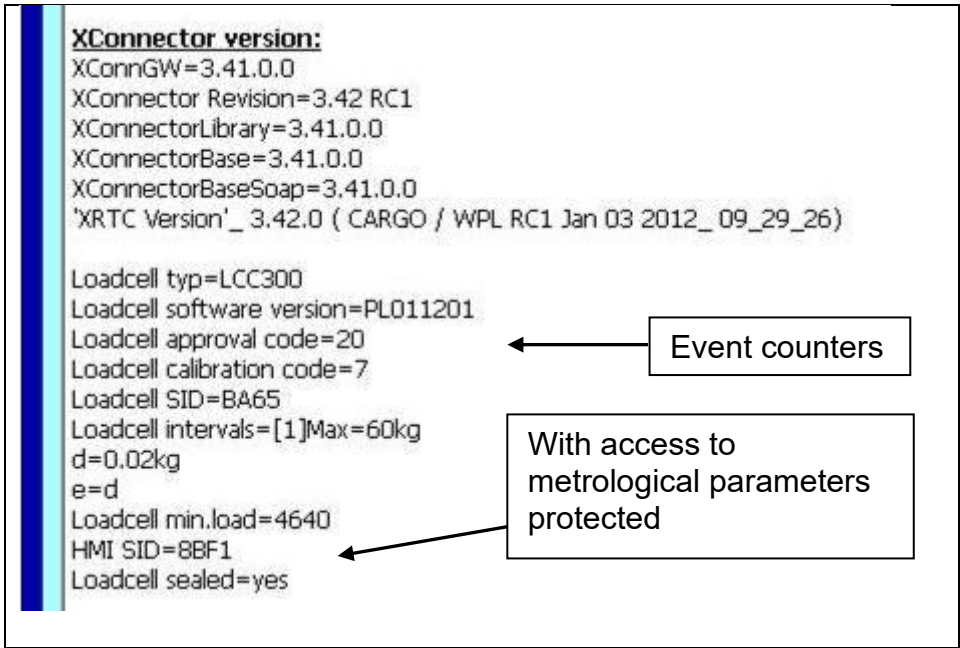 XConnector version:
XConnGW=3.41.0.0
XConnector Revision=3.42 RC1
XConnectorLibrary=3.41.0.0
XConnectorBase=3.41.0.0
XConnectorBaseSoap=3.41.0.0
'XRTC Version'_ 3.42.0 ( CARGO / WPL RC1 Jan 03 2012_ 09_29_26)
Loadcell typ=LCC300
Loadcell software version=PL011201
Loadcell approval code=20
Loadcell calibration code=7
Loadcell SID=BA65
Loadcell intervals=[1]Max=60kg
d=0.02kg
e=d
Loadcell min.load=4640
HMI SID=8BF1
Loadcell sealed=yes
Event counters
With access to
metrological parameters
protected